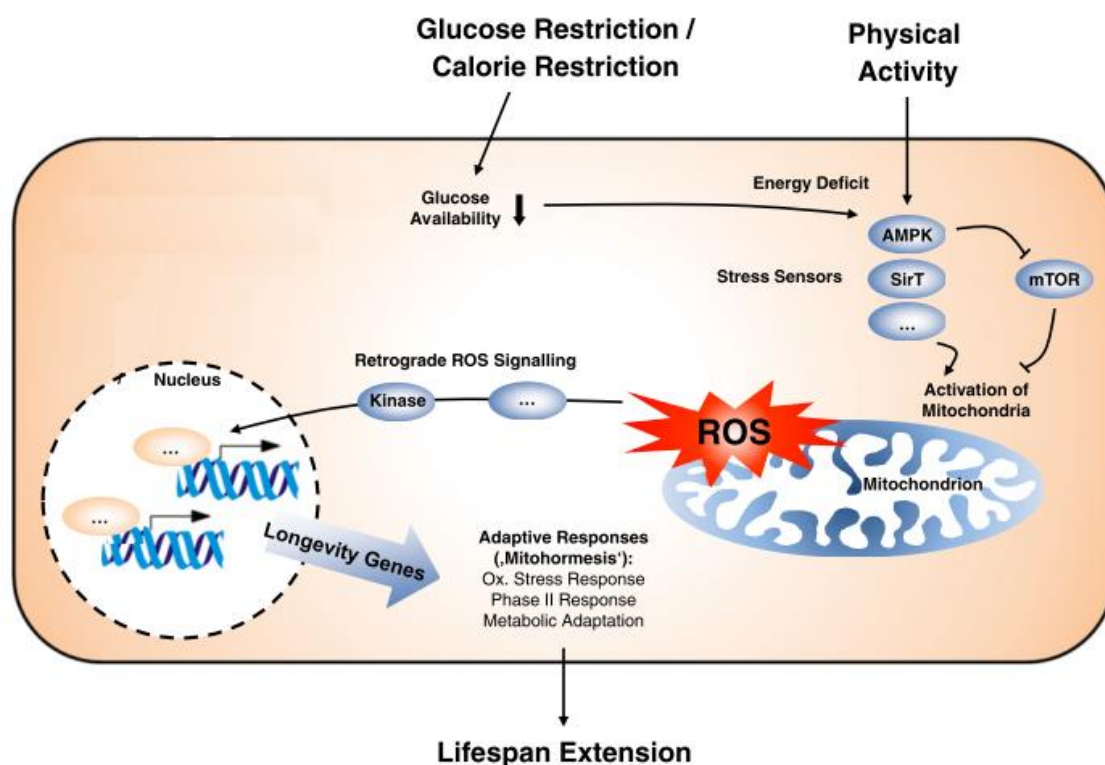 Glucose Restriction /
Calorie Restriction
Physical
Activity
Glucose
Availability
Energy Deficit
AMPK
Stress Sensors
SirT
mTOR
...
Activation of
Mitochondria
Retrograde ROS Signalling
Kinase
...
Nucleus
...
...
ROS
Mitochondrion
Longevity Genes
Adaptive Responses
(‚Mitohormesis‘):
Ox. Stress Response
Phase II Response
Metabolic Adaptation
Lifespan Extension